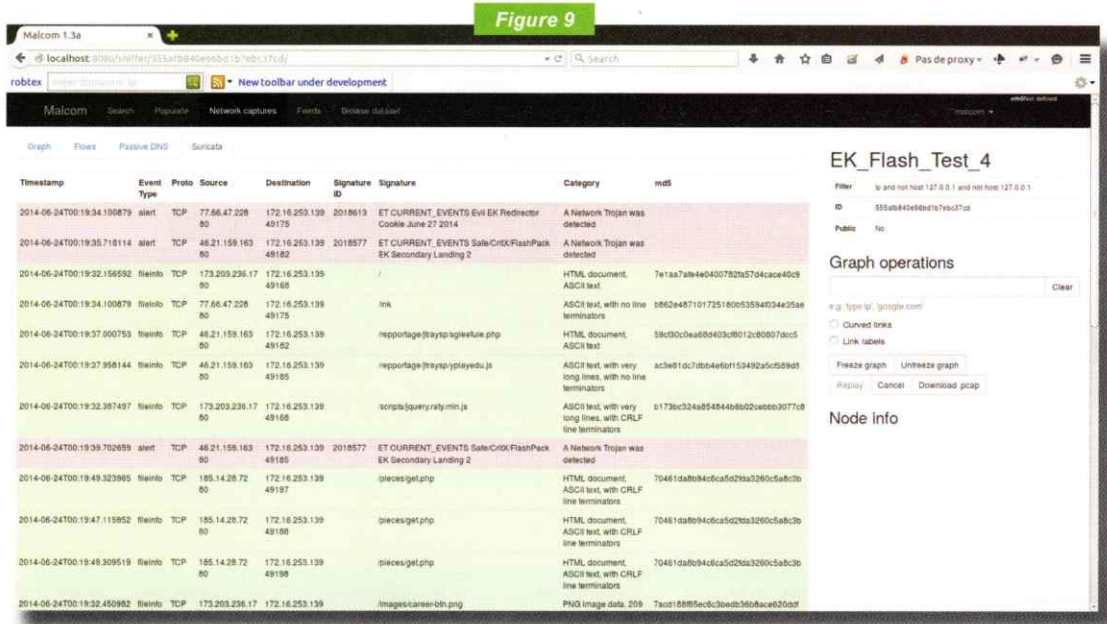 Figure 9
Malcom 1.3a
localhost:8080/sniffer/555afb840e66bd1b7ebc37cd/
Search
Pas de proxy
robtex
New toolbar under development
Malcom Search Populate Network captures Feeds Browse dataset malcom
Graph Flows Passive DNS Suricata
Timestamp Event Type Proto Source Destination Signature ID Signature Category md5
2014-06-24T00:19:34.100879 alert TCP 77.66.47.228 172.16.253.139 2018613 ET CURRENT_EVENTS Evil EK Redirector A Network Trojan was
80 49175 Cookie June 27 2014 detected
2014-06-24T00:19:35.718114 alert TCP 46.21.159.163 172.16.253.139 2018577 ET CURRENT_EVENTS Safe/CritX/FlashPack A Network Trojan was
80 49182 EK Secondary Landing 2 detected
2014-06-24T00:19:32.156592 fileinfo TCP 173.203.236.17 172.16.253.139 / HTML document,
80 49168 ASCII text
2014-06-24T00:19:34.100879 fileinfo TCP 77.66.47.228 172.16.253.139 /lnk ASCII text, with no line
80 49175 terminators
2014-06-24T00:19:37.000753 fileinfo TCP 46.21.159.163 172.16.253.139 HTML document,
80 49182 ASCII text
2014-06-24T00:19:37.958144 fileinfo TCP 46.21.159.163 172.16.253.139 ASCII text, with very
80 49185 long lines, with no line
terminators
2014-06-24T00:19:32.387497 fileinfo TCP 173.203.236.17 172.16.253.139 /scripts/jquery.raty.min.js ASCII text, with very
80 49168 long lines, with CRLF
line terminators
2014-06-24T00:19:39.702659 alert TCP 46.21.159.163 172.16.253.139 2018577 ET CURRENT_EVENTS Safe/CritX/FlashPack A Network Trojan was
80 49185 EK Secondary Landing 2 detected
2014-06-24T00:19:49.323965 fileinfo TCP 185.14.28.72 172.16.253.139 /pieces/get.php HTML document,
80 49197 ASCII text, with CRLF
line terminators
2014-06-24T00:19:47.115952 fileinfo TCP 185.14.28.72 172.16.253.139 /pieces/get.php HTML document,
80 49188 ASCII text, with CRLF
line terminators
2014-06-24T00:19:49.309519 fileinfo TCP 185.14.28.72 172.16.253.139 /pieces/get.php HTML document,
80 49198 ASCII text, with CRLF
line terminators
2014-06-24T00:19:32.450982 fileinfo TCP 173.203.236.17 172.16.253.139 /images/career-btn.png PNG image data, 209
EK_Flash_Test_4
Filter ip and not host 127.0.0.1 and not host 127.0.0.1
ID 555afb840e66bd1b7ebc37cd
Public No
Graph operations
Clear
e.g. 'type:ip', 'google.com'
Curved links
Link labels
Freeze graph Unfreeze graph
Replay Cancel Download .pcap
Node info